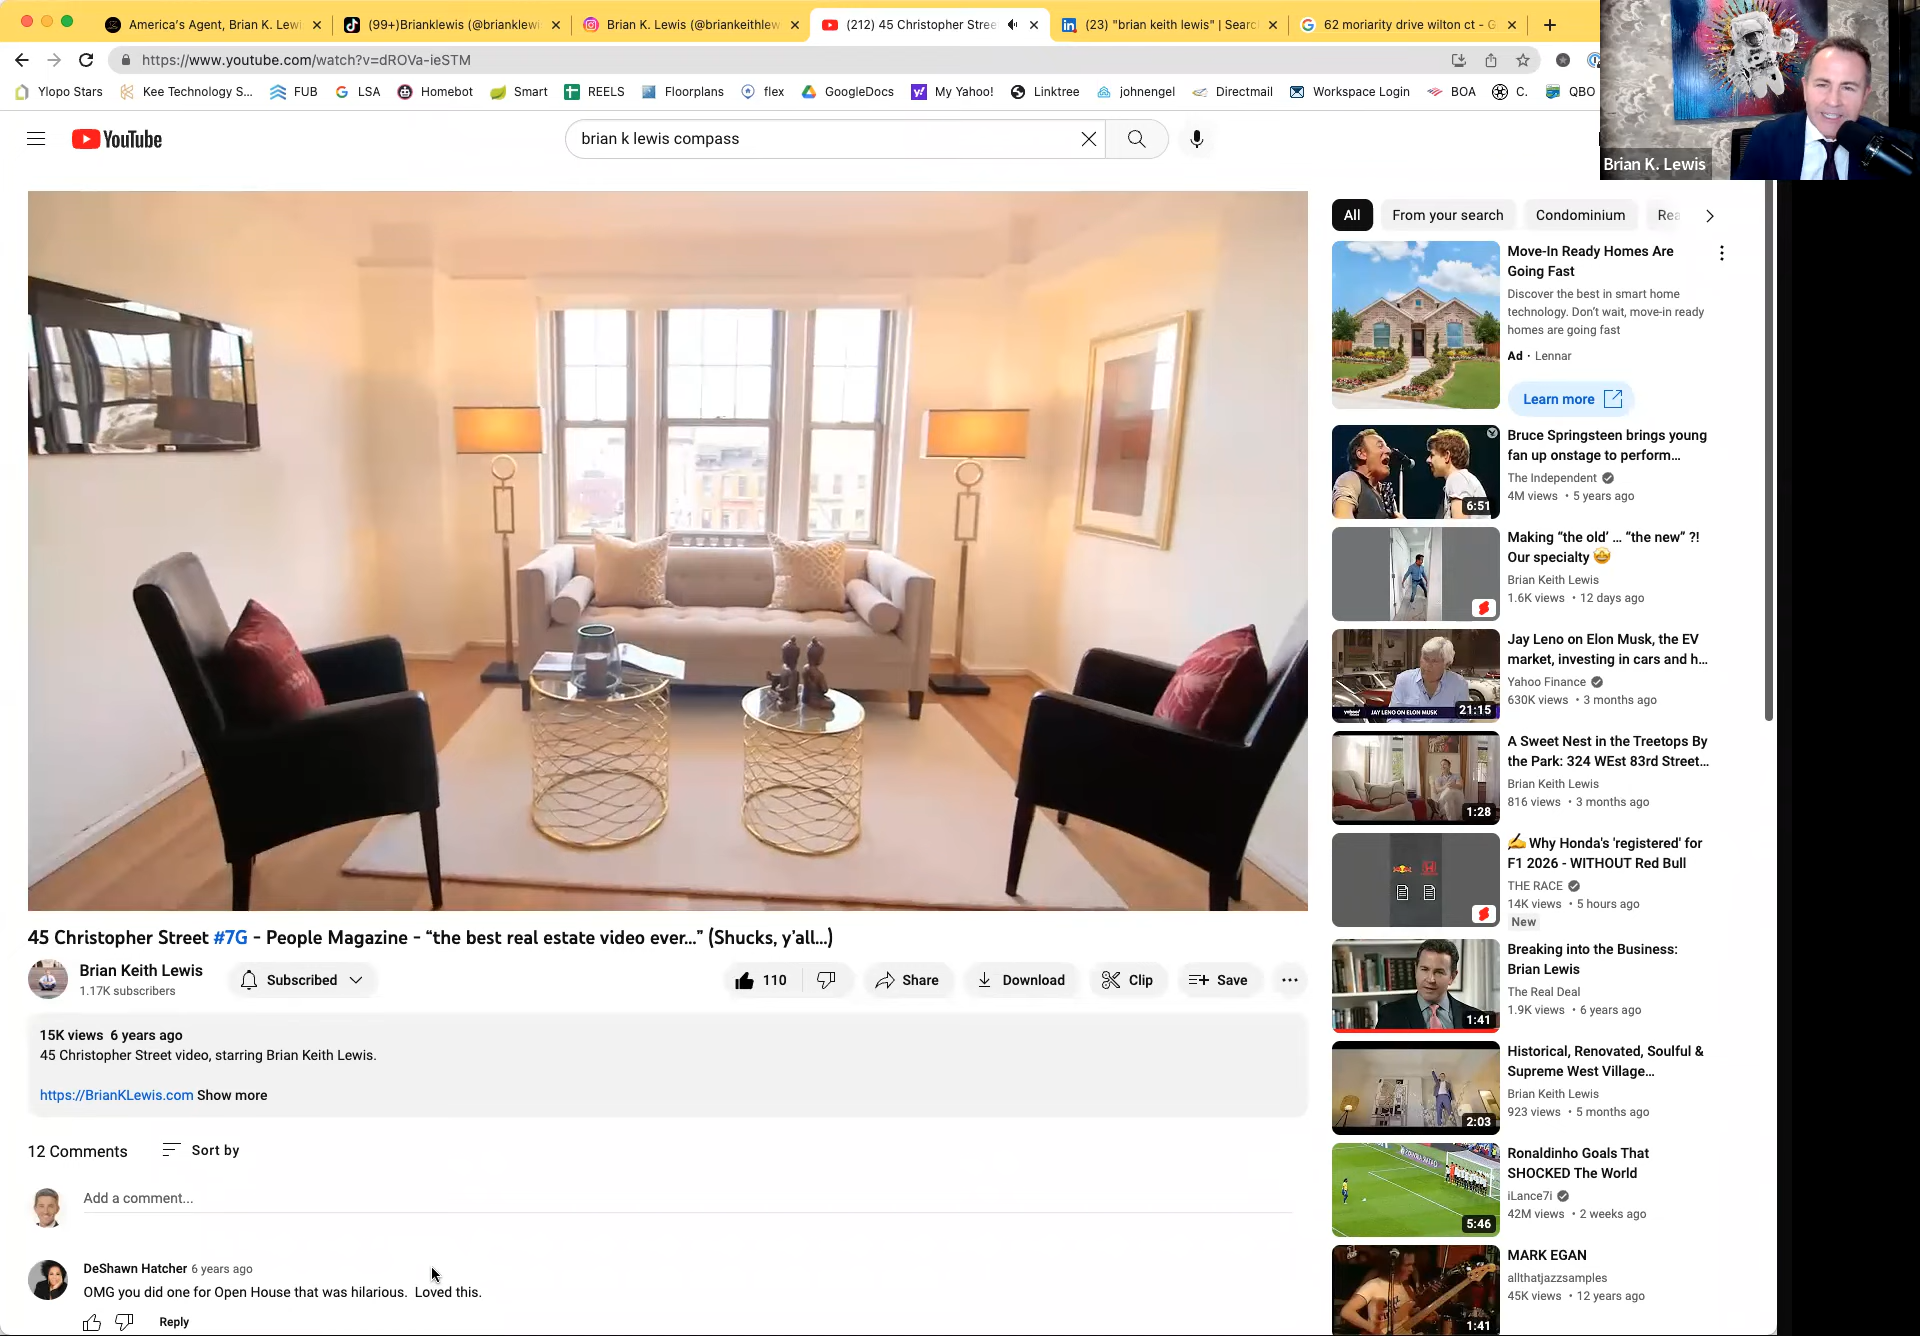 America's Agent, Brian K. Lewi
(99+)Brianklewis (@brianklewi
Brian K. Lewis (@briankeithlew
(212) 45 Christopher Stree
(23) "brian keith lewis" | Searc
62 moriarity drive wilton ct - G
https://www.youtube.com/watch?v=dROVa-ieSTM
Ylopo Stars
Kee Technology S...
FUB
LSA
Homebot
Smart
REELS
Floorplans
flex
GoogleDocs
My Yahoo!
Linktree
johnengel
Directmail
Workspace Login
BOA
C.
QBO
Brian K. Lewis
YouTube
brian k lewis compass
All
From your search
Condominium
Rea
Move-In Ready Homes Are
Going Fast
Discover the best in smart home
technology. Don't wait, move-in ready
homes are going fast
Ad · Lennar
Learn more
Bruce Springsteen brings young
fan up onstage to perform...
The Independent
4M views • 5 years ago
6:51
Making "the old' ... "the new" ?!
Our specialty 🤩
Brian Keith Lewis
1.6K views • 12 days ago
Jay Leno on Elon Musk, the EV
market, investing in cars and h...
Yahoo Finance
630K views • 3 months ago
JAY LENO ON ELON MUSK
21:15
A Sweet Nest in the Treetops By
the Park: 324 WEst 83rd Street...
Brian Keith Lewis
816 views • 3 months ago
1:28
✍️ Why Honda's 'registered' for
F1 2026 - WITHOUT Red Bull
THE RACE
14K views • 5 hours ago
New
Breaking into the Business:
Brian Lewis
The Real Deal
1.9K views • 6 years ago
1:41
Historical, Renovated, Soulful &
Supreme West Village...
Brian Keith Lewis
923 views • 5 months ago
2:03
Ronaldinho Goals That
SHOCKED The World
iLance7i
42M views • 2 weeks ago
5:46
MARK EGAN
allthatjazzsamples
45K views • 12 years ago
1:41
45 Christopher Street #7G - People Magazine - "the best real estate video ever..." (Shucks, y'all...)
Brian Keith Lewis
1.17K subscribers
Subscribed
110
Share
Download
Clip
Save
15K views 6 years ago
45 Christopher Street video, starring Brian Keith Lewis.
https://BrianKLewis.com Show more
12 Comments
Sort by
Add a comment...
DeShawn Hatcher 6 years ago
OMG you did one for Open House that was hilarious. Loved this.
Reply